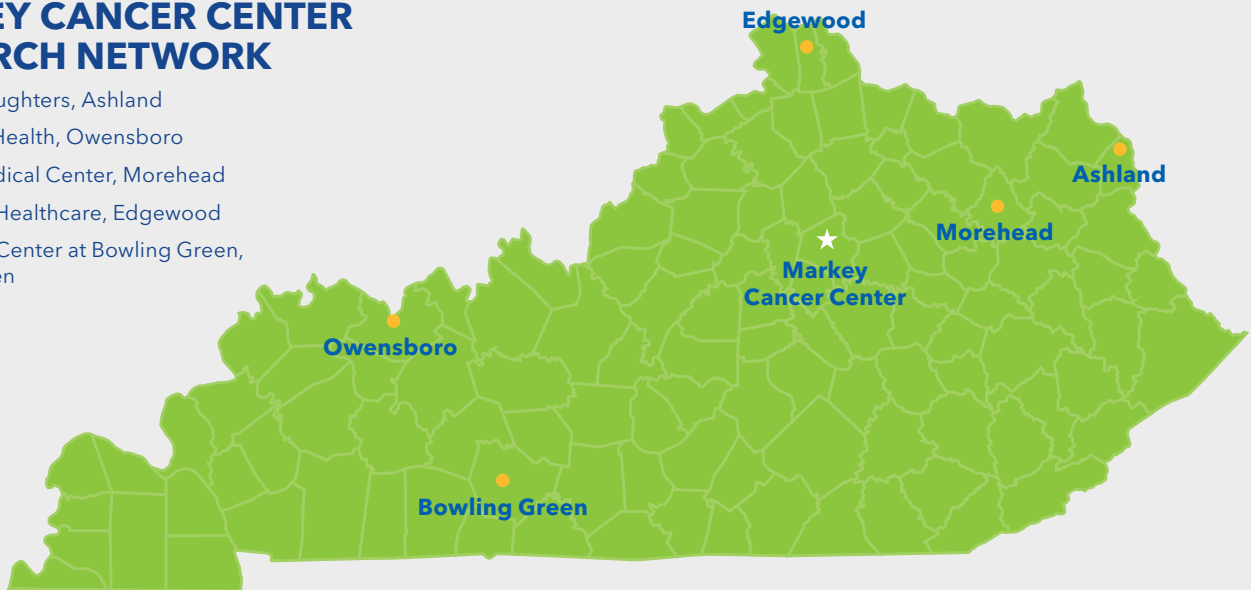 EY CANCER CENTER
RCH NETWORK
ughters, Ashland
Health, Owensboro
dical Center, Morehead
Healthcare, Edgewood
Center at Bowling Green,
en
Edgewood
Ashland
Morehead
Markey
Cancer Center
Owensboro
Bowling Green